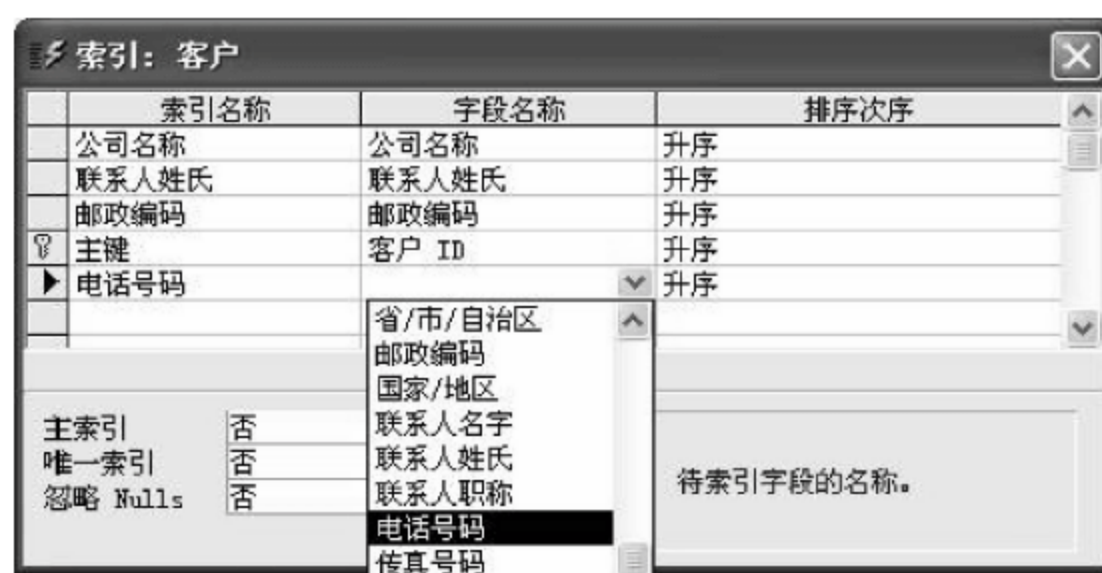 索引: 客户
索引名称 字段名称 排序次序
公司名称 公司名称 升序
联系人姓氏 联系人姓氏 升序
邮政编码 邮政编码 升序
主键 客户 ID 升序
电话号码 升序
省/市/自治区
邮政编码
国家/地区
联系人名字
联系人姓氏
联系人职称
电话号码
传真号码
主索引 否
唯一索引 否
忽略 Nulls 否
待索引字段的名称。